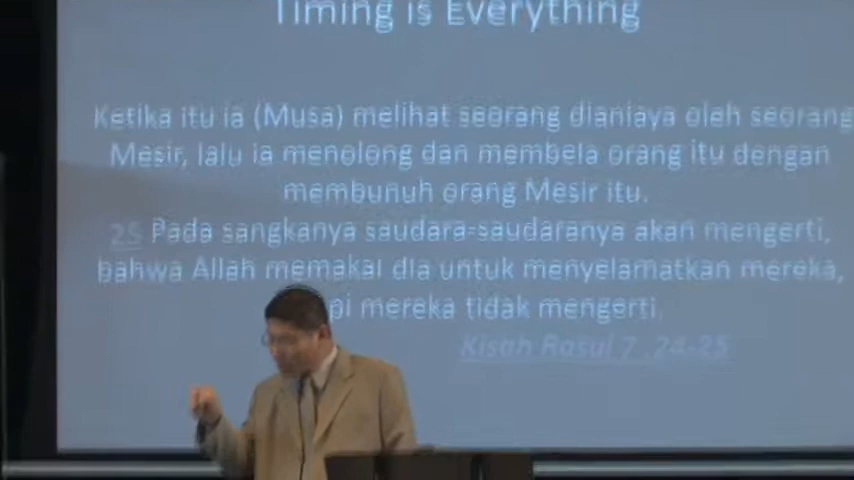 Timing is Everything
Ketika itu ia (Musa) melihat seorang dianiaya oleh seorang
Mesir, lalu ia menolong dan membela orang itu dengan
membunuh orang Mesir itu.
25 Pada sangkanya saudara-saudaranya akan mengerti,
bahwa Allah memakai dia untuk menyelamatkan mereka,
mereka tidak mengerti.
Kisah Rasul 7, 24-25